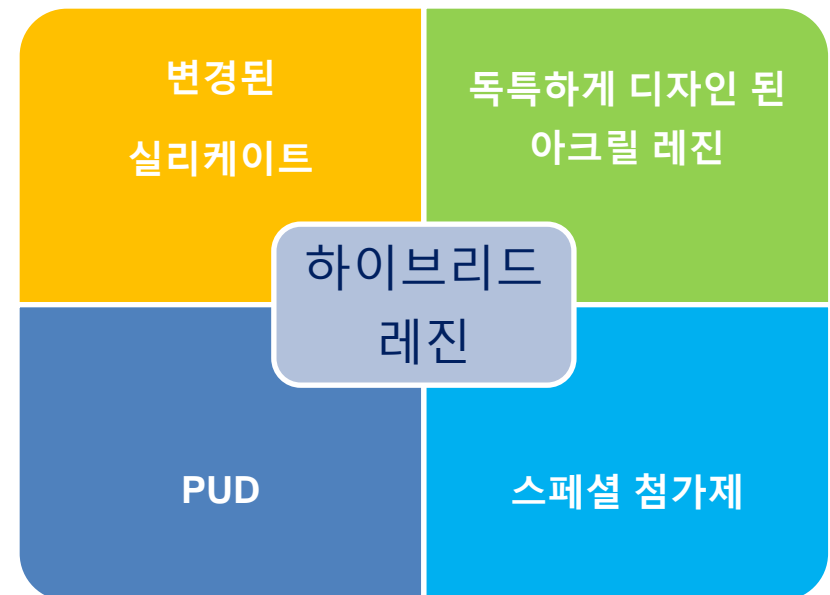 변경된
실리케이트
독특하게 디자인 된
아크릴 레진
하이브리드
레진
PUD
스페셜 첨가제